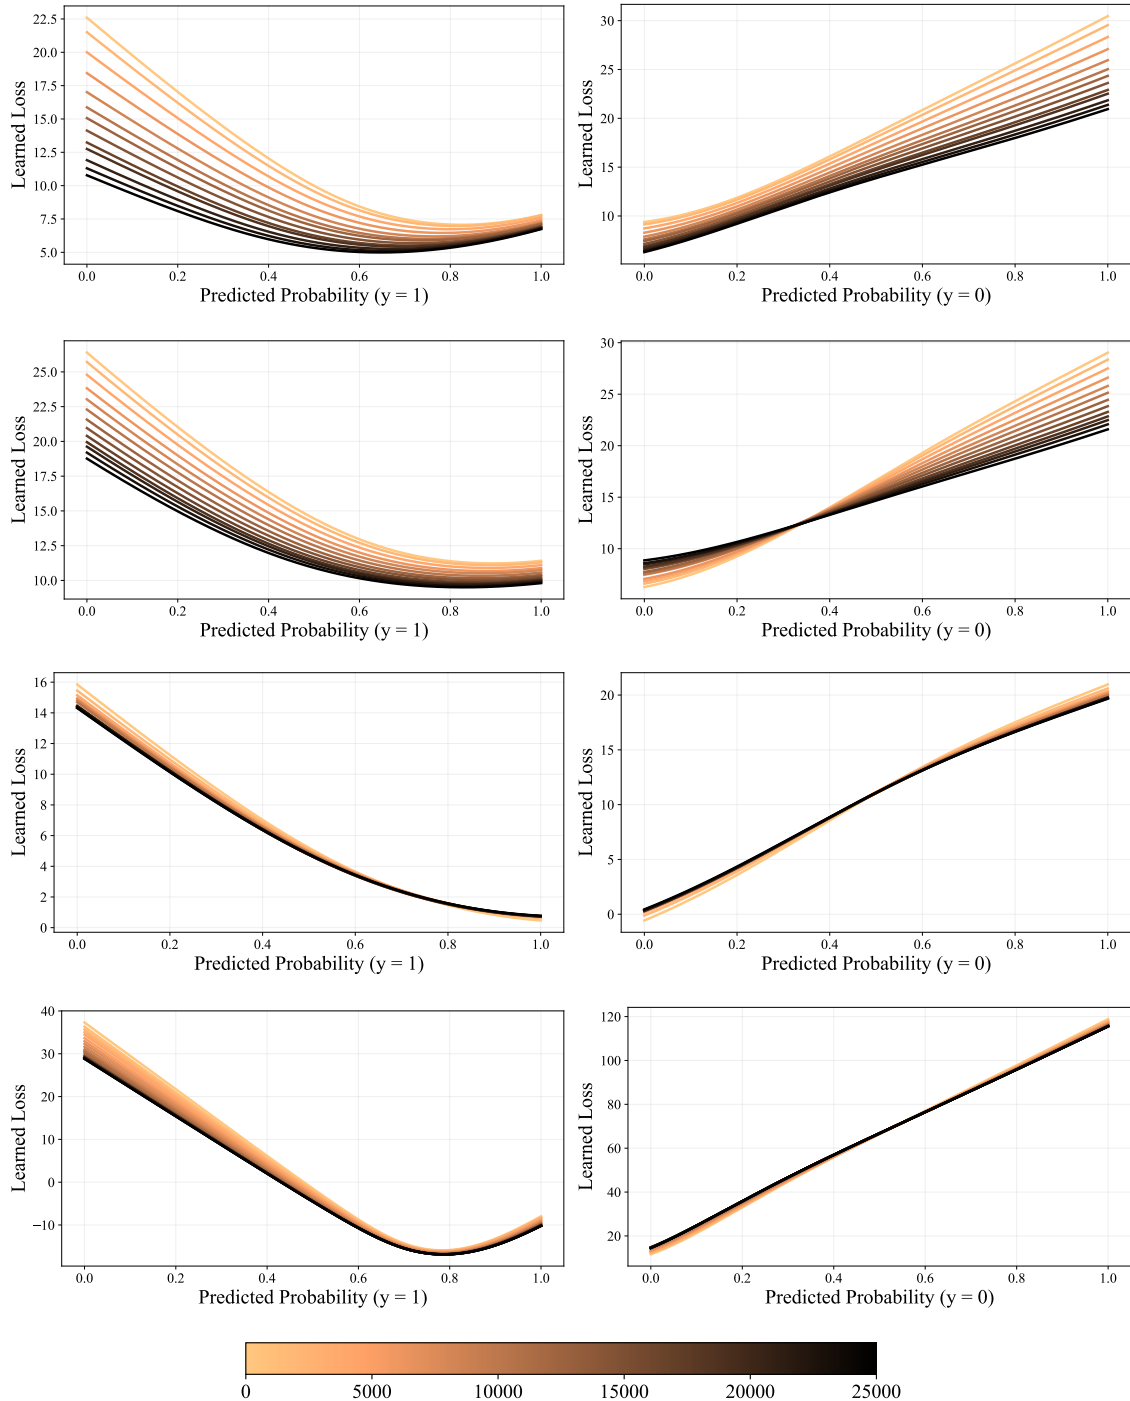 22.5
20.0
17.5
15.0
12.5
10.0
7.5
5.0
Learned Loss
0.0 0.2 0.4 0.6 0.8 1.0
Predicted Probability (y = 1)
30
25
20
15
10
Learned Loss
0.0 0.2 0.4 0.6 0.8 1.0
Predicted Probability (y = 0)
25.0
22.5
20.0
17.5
15.0
12.5
10.0
Learned Loss
0.0 0.2 0.4 0.6 0.8 1.0
Predicted Probability (y = 1)
30
25
20
15
10
Learned Loss
0.0 0.2 0.4 0.6 0.8 1.0
Predicted Probability (y = 0)
16
14
12
10
8
6
4
2
0
Learned Loss
0.0 0.2 0.4 0.6 0.8 1.0
Predicted Probability (y = 1)
20
15
10
5
0
Learned Loss
0.0 0.2 0.4 0.6 0.8 1.0
Predicted Probability (y = 0)
40
30
20
10
0
−10
Learned Loss
0.0 0.2 0.4 0.6 0.8 1.0
Predicted Probability (y = 1)
120
100
80
60
40
20
Learned Loss
0.0 0.2 0.4 0.6 0.8 1.0
Predicted Probability (y = 0)
0 5000 10000 15000 20000 25000